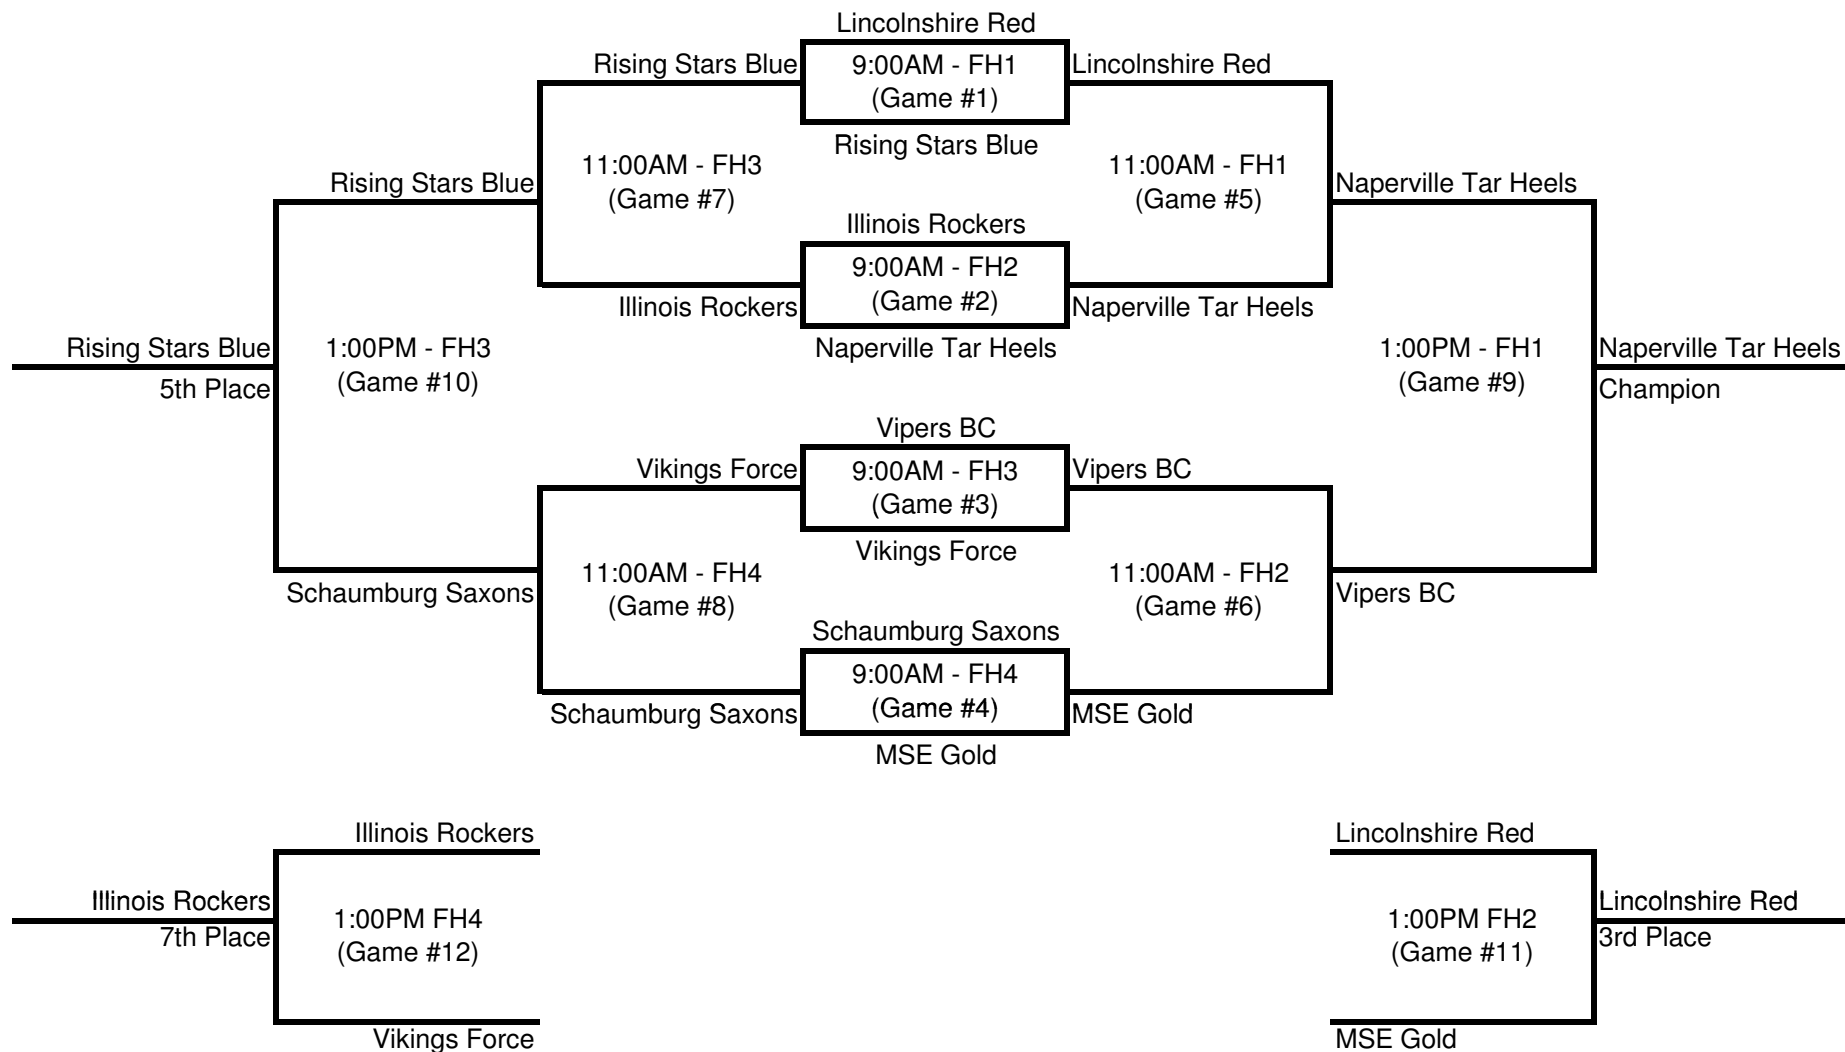 Lincolnshire Red
Rising Stars Blue
9:00AM - FH1
Lincolnshire Red
(Game #1)
Rising Stars Blue
11:00AM - FH3
11:00AM - FH1
Rising Stars Blue
(Game #7)
(Game #5)
Naperville Tar Heels
Illinois Rockers
9:00AM - FH2
Illinois Rockers
(Game #2)
Naperville Tar Heels
Rising Stars Blue
1:00PM - FH3
Naperville Tar Heels
1:00PM - FH1
Naperville Tar Heels
5th Place
(Game #10)
(Game #9)
Champion
Vipers BC
Vikings Force
9:00AM - FH3
Vipers BC
(Game #3)
Vikings Force
11:00AM - FH4
11:00AM - FH2
Schaumburg Saxons
(Game #8)
(Game #6)
Vipers BC
Schaumburg Saxons
9:00AM - FH4
Schaumburg Saxons
(Game #4)
MSE Gold
MSE Gold
Illinois Rockers
Lincolnshire Red
Illinois Rockers
1:00PM FH4
1:00PM FH2
Lincolnshire Red
7th Place
(Game #12)
(Game #11)
3rd Place
Vikings Force
MSE Gold